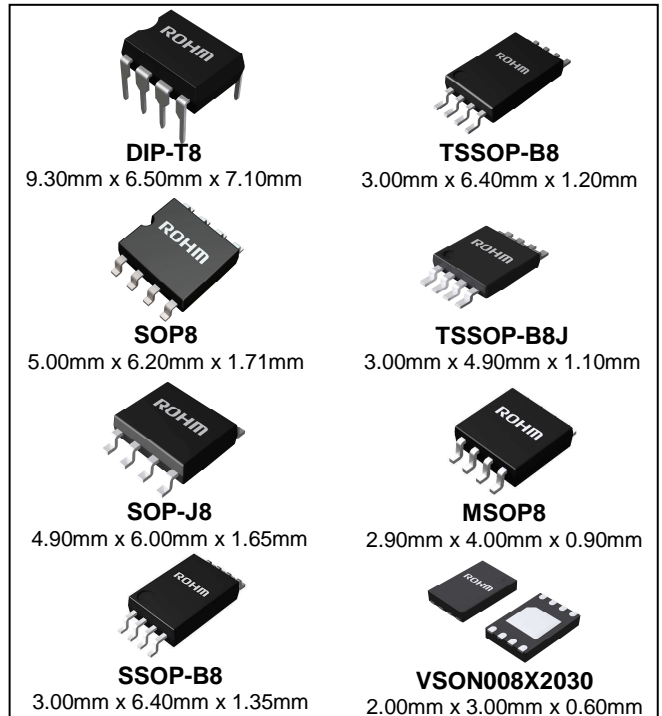 ROHM
DIP-T8
9.30mm x 6.50mm x 7.10mm
ROHM
TSSOP-B8
3.00mm x 6.40mm x 1.20mm
ROHM
SOP8
5.00mm x 6.20mm x 1.71mm
ROHM
TSSOP-B8J
3.00mm x 4.90mm x 1.10mm
ROHM
SOP-J8
4.90mm x 6.00mm x 1.65mm
ROHM
MSOP8
2.90mm x 4.00mm x 0.90mm
ROHM
SSOP-B8
3.00mm x 6.40mm x 1.35mm
ROHM
VSON008X2030
2.00mm x 3.00mm x 0.60mm